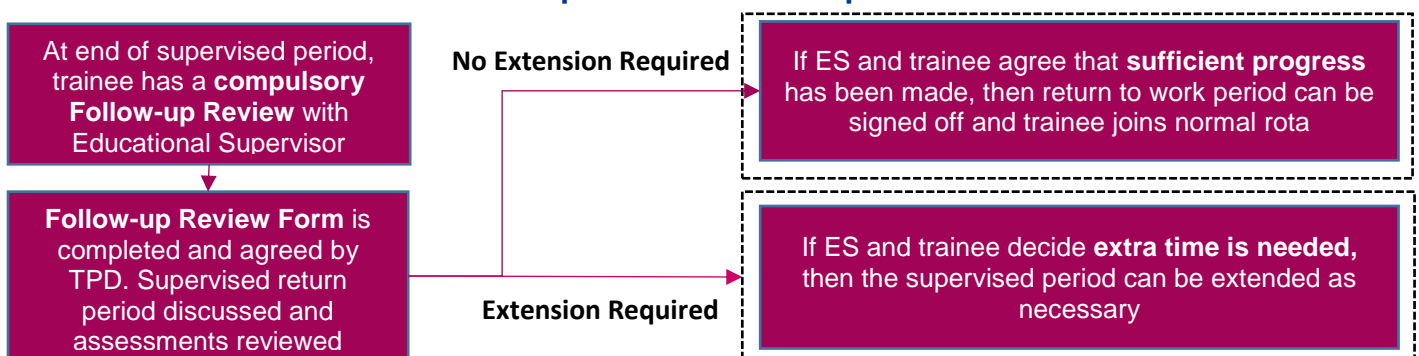 At end of supervised period,
trainee has a compulsory
Follow-up Review with
Educational Supervisor
No Extension Required
If ES and trainee agree that sufficient progress
has been made, then return to work period can be
signed off and trainee joins normal rota
Follow-up Review Form is
completed and agreed by
TPD. Supervised return
period discussed and
assessments reviewed
Extension Required
If ES and trainee decide extra time is needed,
then the supervised period can be extended as
necessary